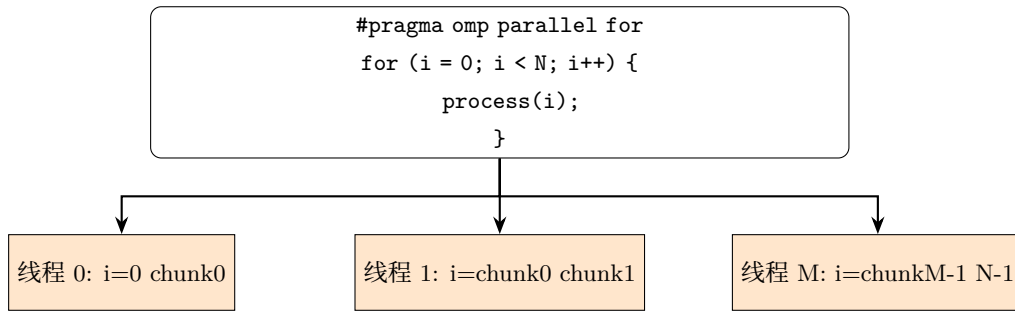 #pragma omp parallel for
for (i = 0; i < N; i++) {
process(i);
}
线程 0: i=0 chunk0
线程 1: i=chunk0 chunk1
线程 M: i=chunkM-1 N-1